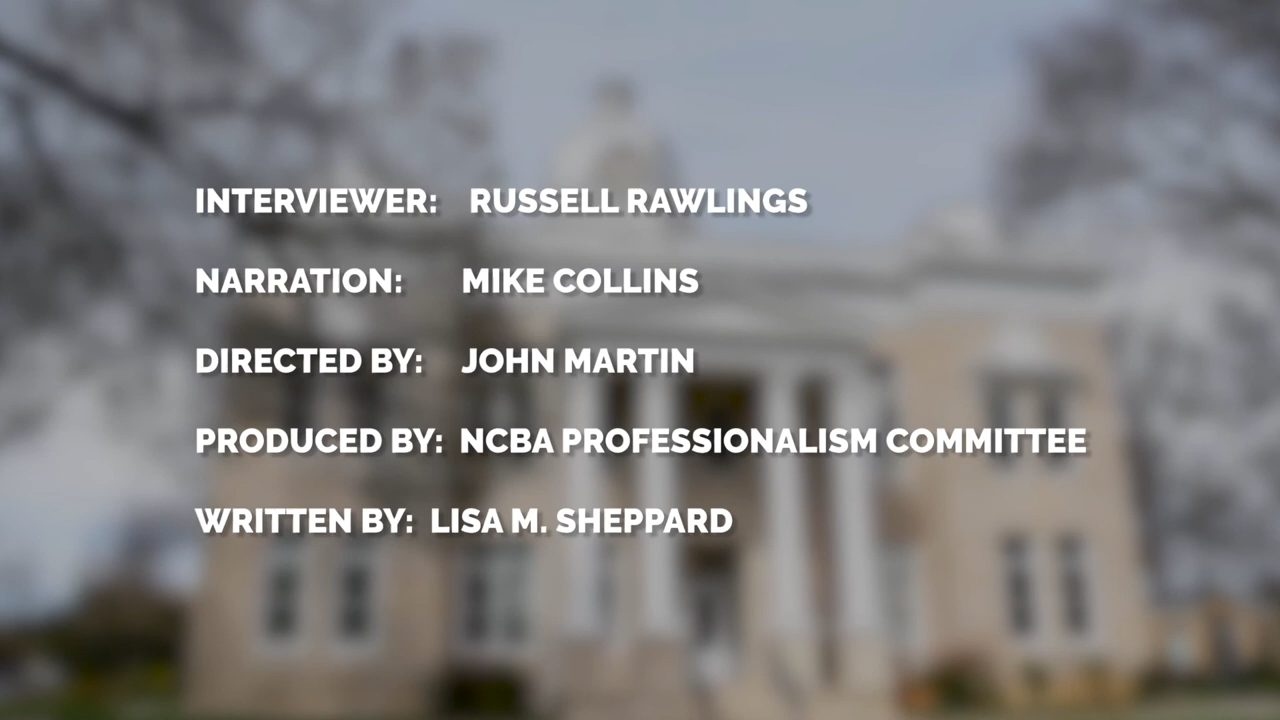 INTERVIEWER: RUSSELL RAWLINGS
NARRATION: MIKE COLLINS
DIRECTED BY: JOHN MARTIN
PRODUCED BY: NCBA PROFESSIONALISM COMMITTEE
WRITTEN BY: LISA M. SHEPPARD